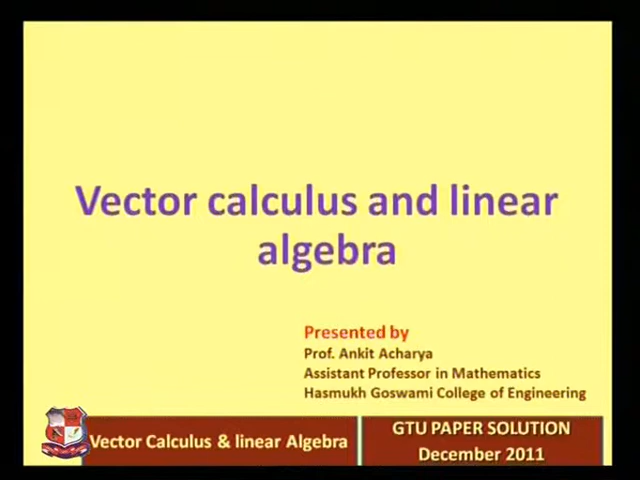 Vector calculus and linear
algebra
Presented by
Prof. Ankit Acharya
Assistant Professor in Mathematics
Hasmukh Goswami College of Engineering
Vector Calculus & linear Algebra
GTU PAPER SOLUTION
December 2011